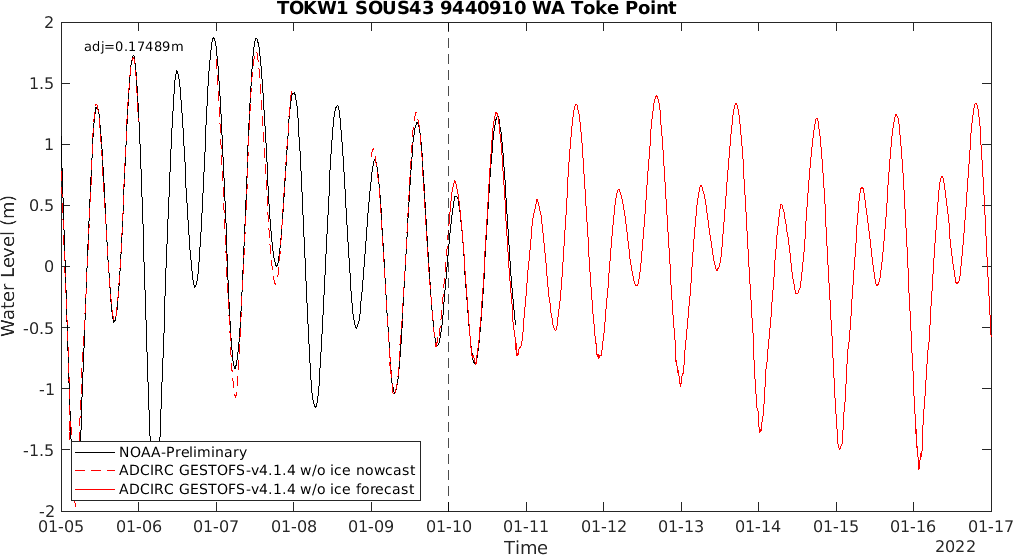 TOKW1 SOUS43 9440910 WA Toke Point
adj=0.17489m
Water Level (m)
2
1.5
1
0.5
0
-0.5
-1
-1.5
-2
NOAA-Preliminary
ADCIRC GESTOFS-v4.1.4 w/o ice nowcast
ADCIRC GESTOFS-v4.1.4 w/o ice forecast
01-05 01-06 01-07 01-08 01-09 01-10 01-11 01-12 01-13 01-14 01-15 01-16 01-17
Time
2022